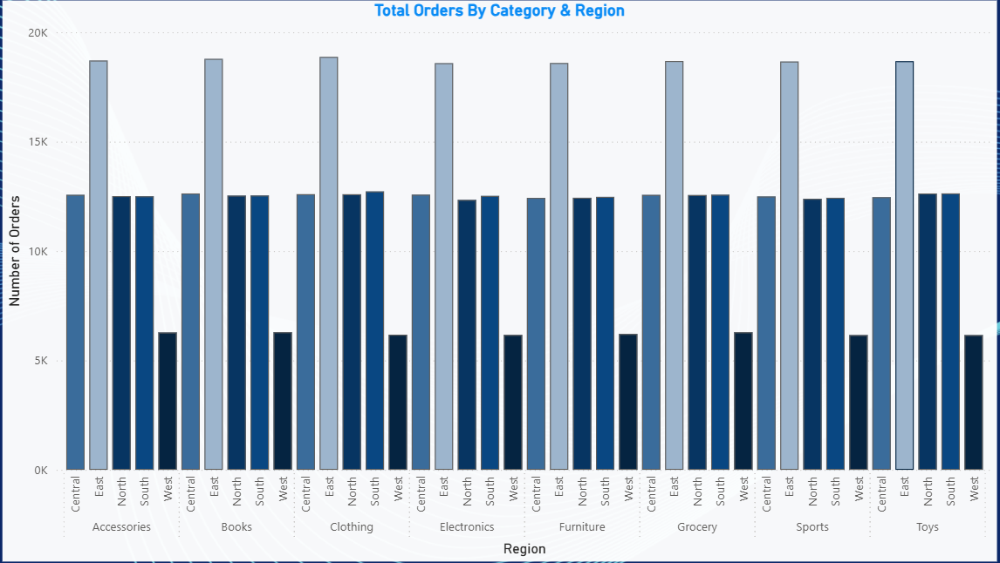 Total Orders By Category & Region
Number of Orders
20K
15K
10K
5K
0K
Central East North South West Central East North South West Central East North South West Central East North South West Central East North South West Central East North South West Central East North South West Central East North South West
Accessories Books Clothing Electronics Furniture Grocery Sports Toys
Region